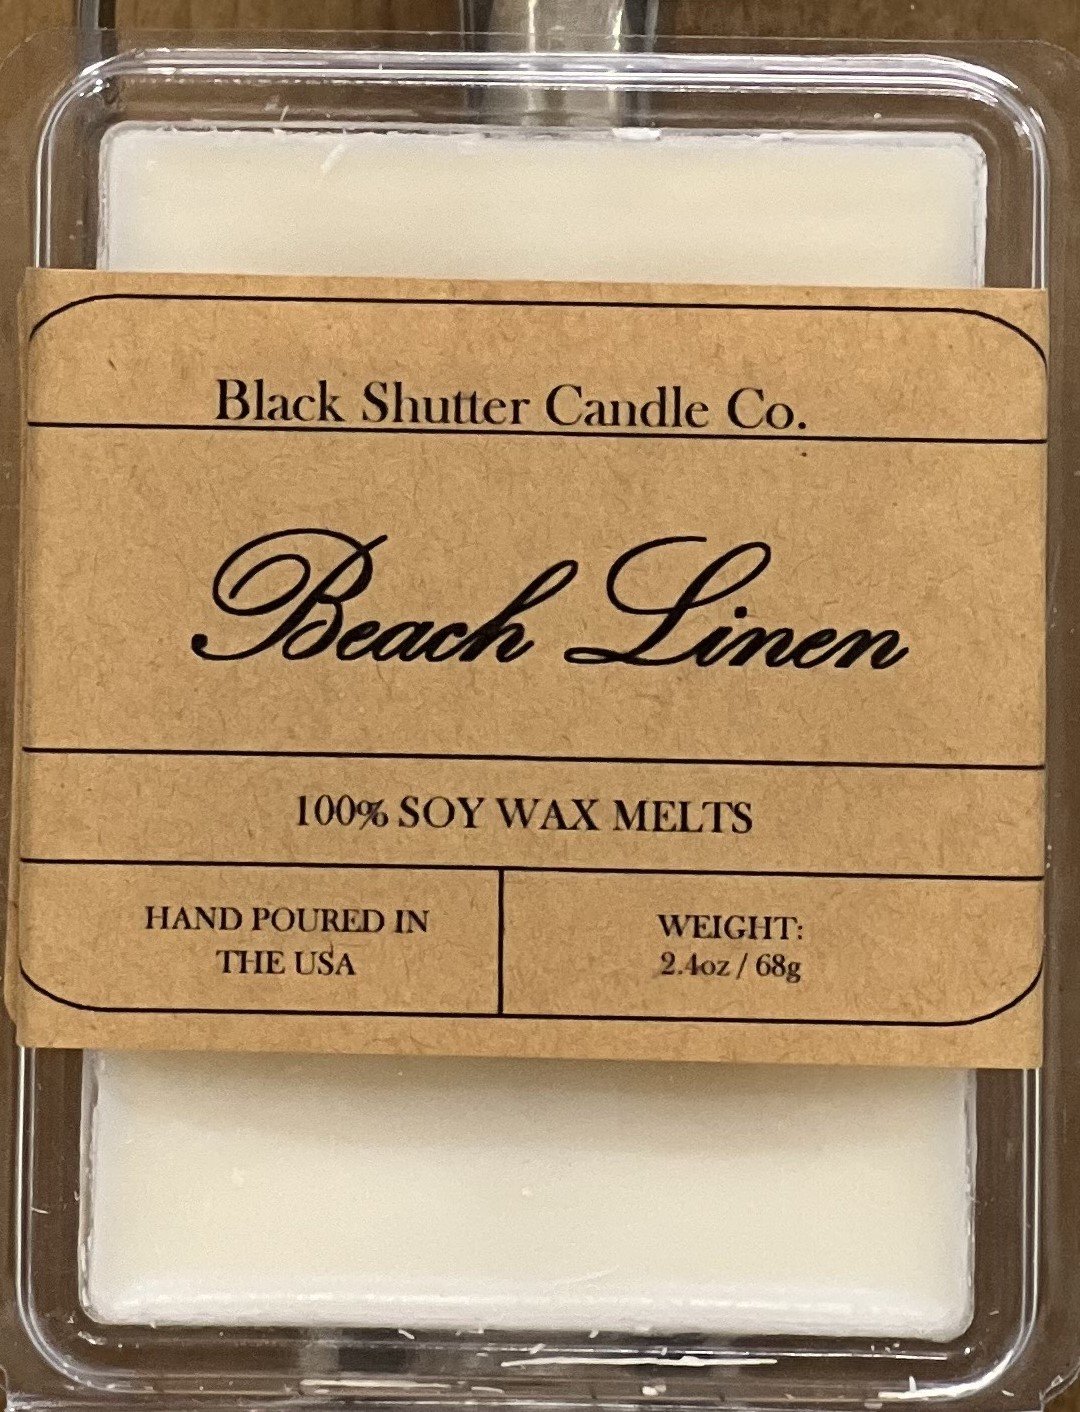 Black Shutter Candle Co.
Beach Linen
100% SOY WAX MELTS
HAND POURED IN
THE USA
WEIGHT:
2.4oz / 68g